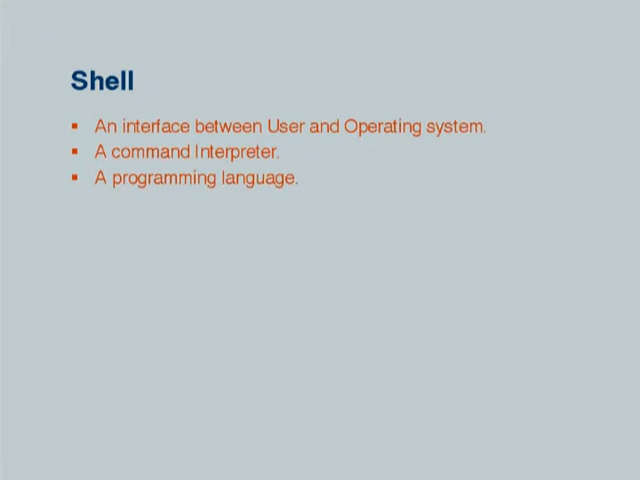 Shell
▪ An interface between User and Operating system.
▪ A command Interpreter.
▪ A programming language.